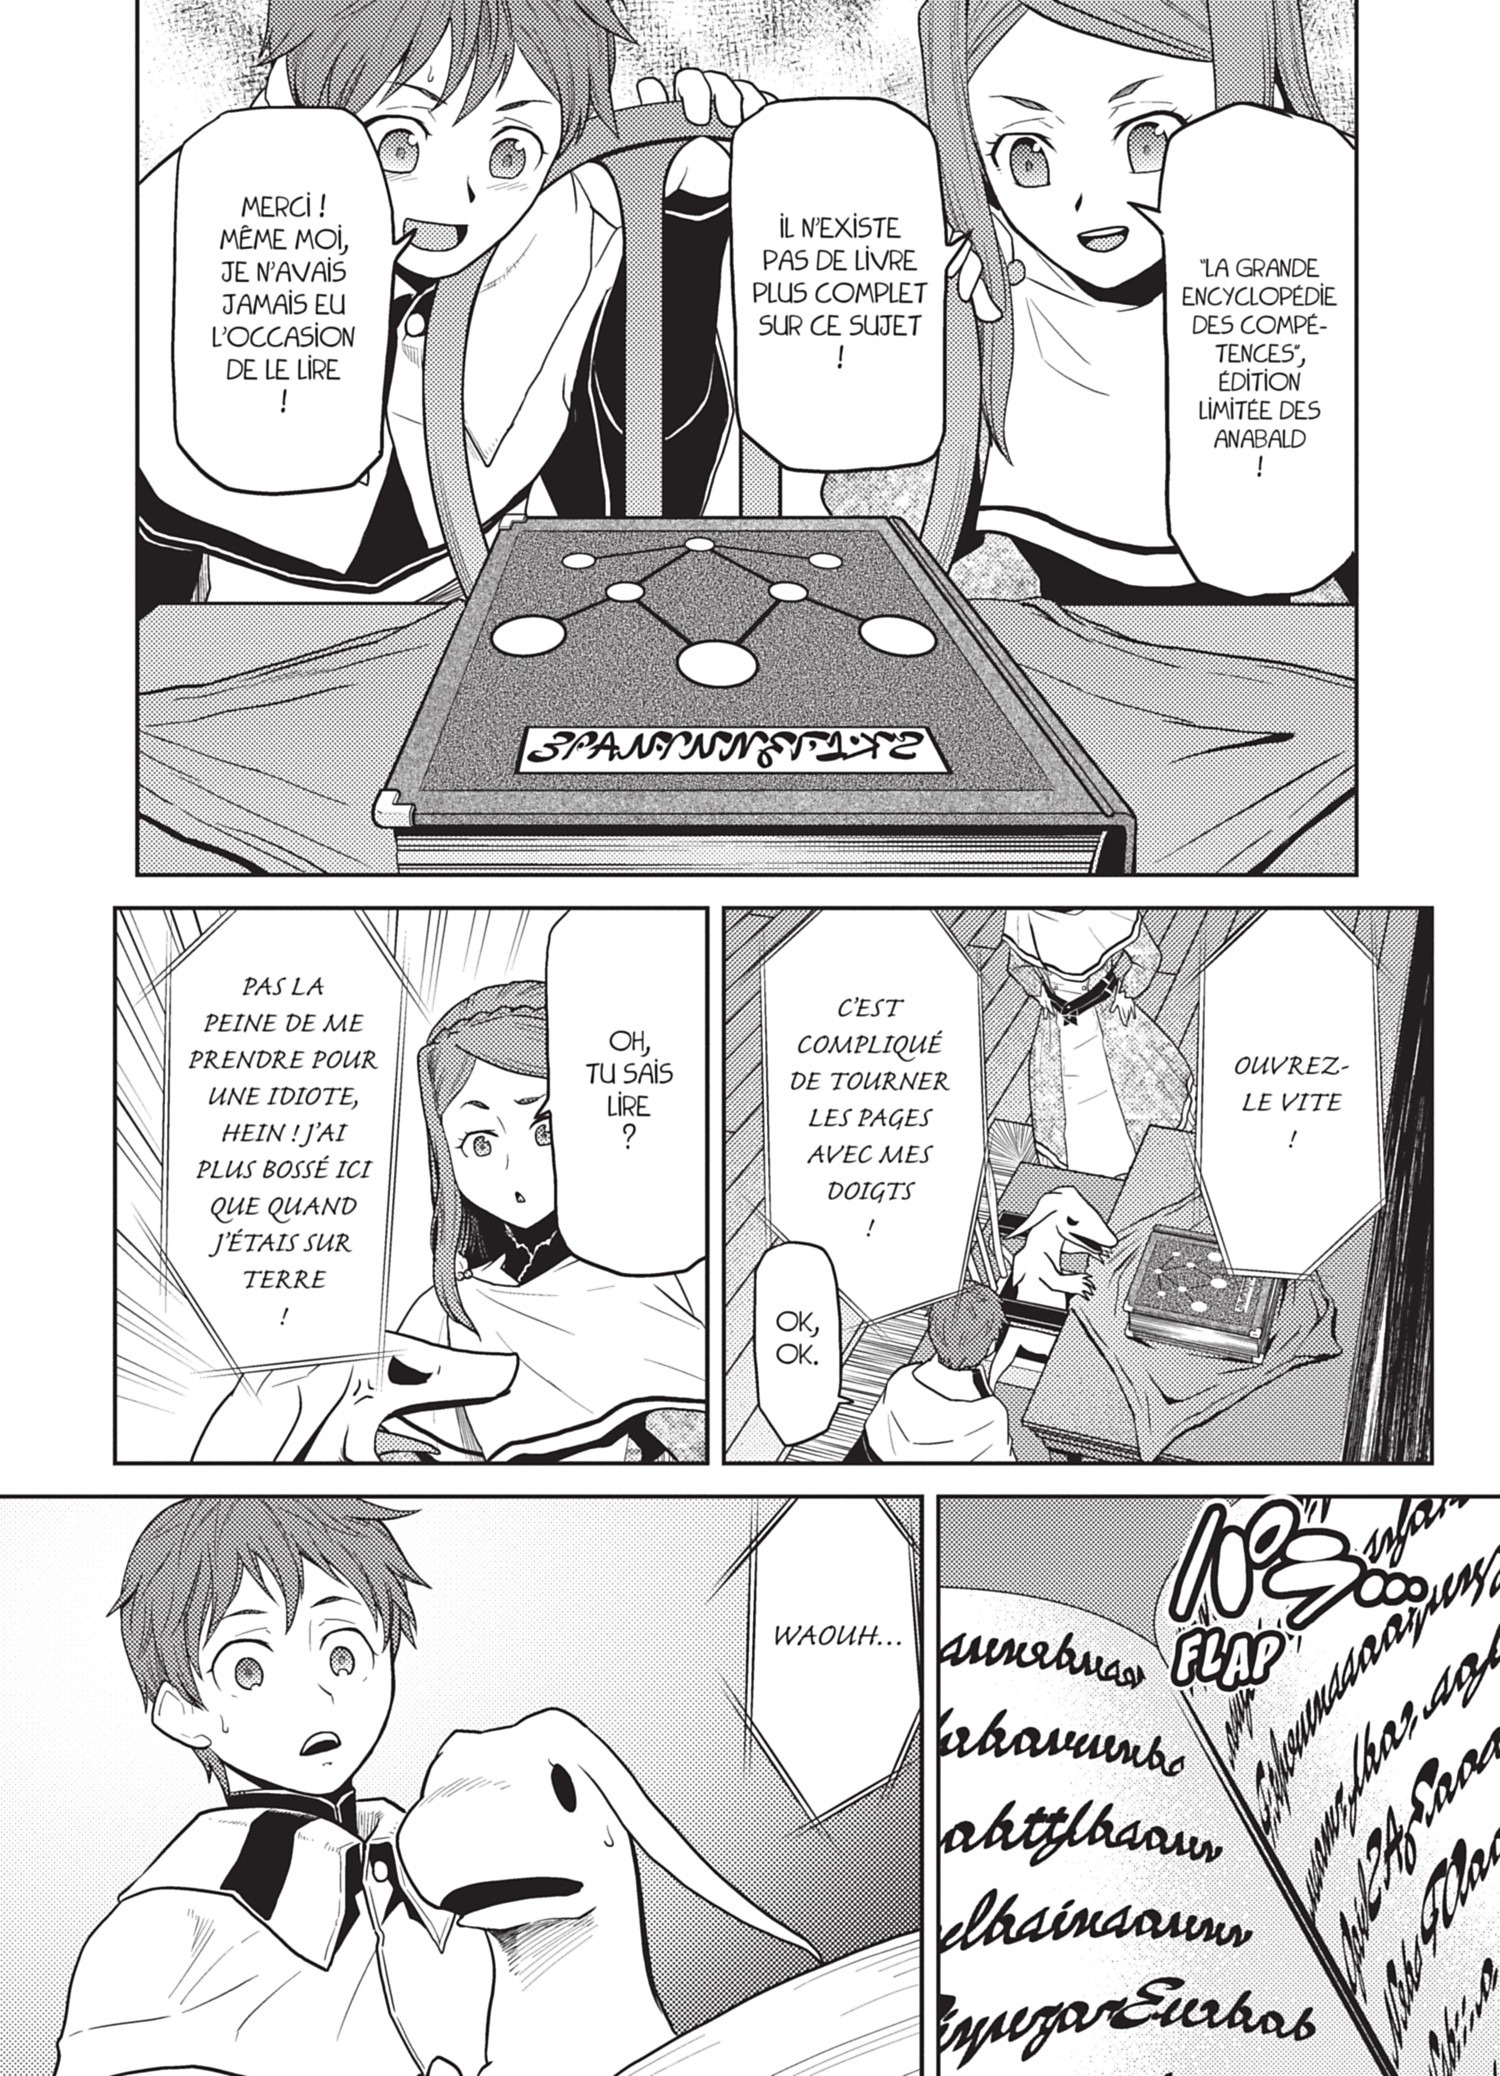 "LA GRANDE
ENCYCLOPÉDIE
DES COMPÉ-
TENCES",
ÉDITION
LIMITÉE DES
ANABALD
!
IL N'EXISTE
PAS DE LIVRE
PLUS COMPLET
SUR CE SUJET
!
MERCI !
MÊME MOI,
JE N'AVAIS
JAMAIS EU
L'OCCASION
DE LE LIRE
!
OUVREZ-
LE VITE
!
C'EST
COMPLIQUÉ
DE TOURNER
LES PAGES
AVEC MES
DOIGTS
!
OK,
OK.
OH,
TU SAIS
LIRE
?
PAS LA
PEINE DE ME
PRENDRE POUR
UNE IDIOTE,
HEIN ! J'AI
PLUS BOSSÉ ICI
QUE QUAND
J'ÉTAIS SUR
TERRE
!
パラ…
FLAP
WAOUH...